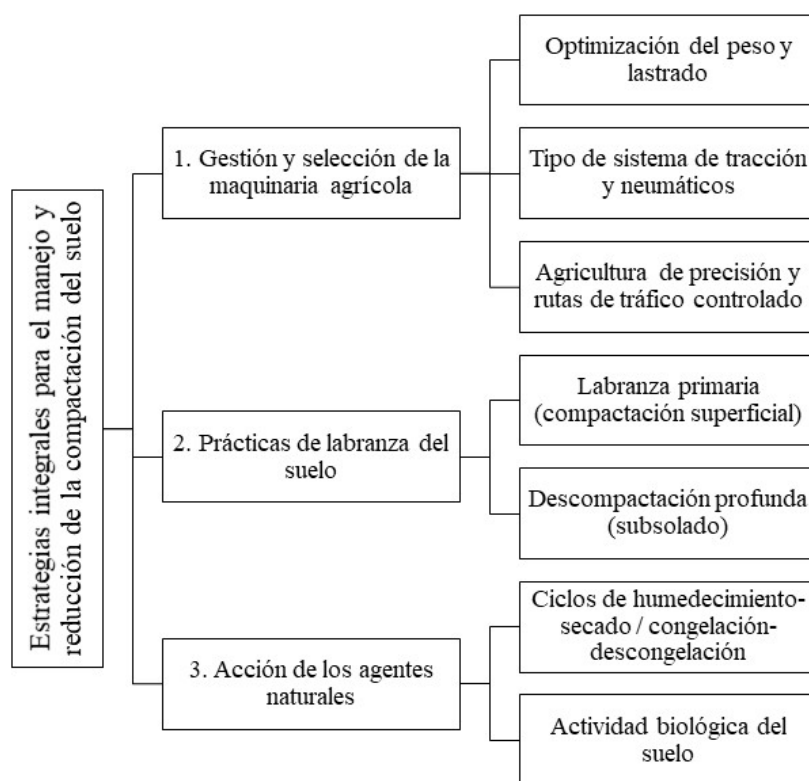 Estrategias integrales para el manejo y
reducción de la compactación del suelo
1. Gestión y selección de la
maquinaria agrícola
Optimización del peso y
lastrado
Tipo de sistema de tracción
y neumáticos
Agricultura de precisión y
rutas de tráfico controlado
2. Prácticas de labranza del
suelo
Labranza primaria
(compactación superficial)
Descompactación profunda
(subsolado)
3. Acción de los agentes
naturales
Ciclos de humedecimiento-
secado / congelación-
descongelación
Actividad biológica del
suelo